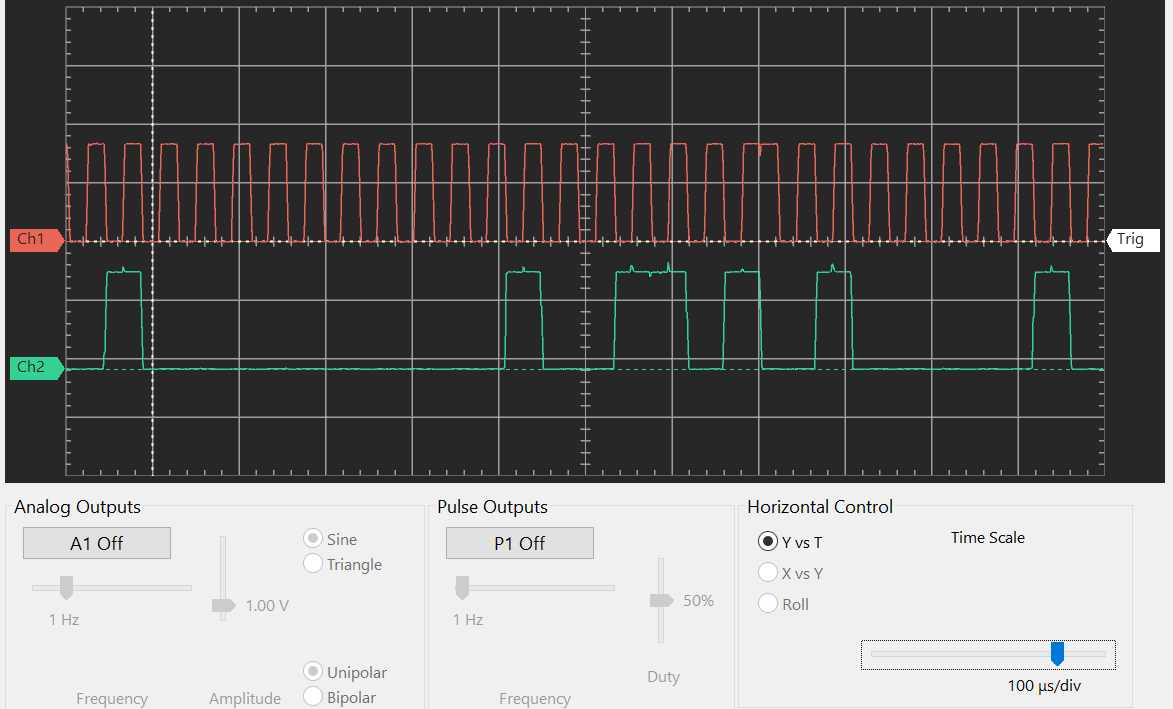 Ch1
Trig
Ch2
Analog Outputs
Pulse Outputs
Horizontal Control
A1 Off
Sine
Triangle
P1 Off
Y vs T
Time Scale
X vs Y
Roll
1 Hz
1.00 V
1 Hz
50%
Unipolar
Bipolar
Duty
100 µs/div
Frequency
Amplitude
Frequency